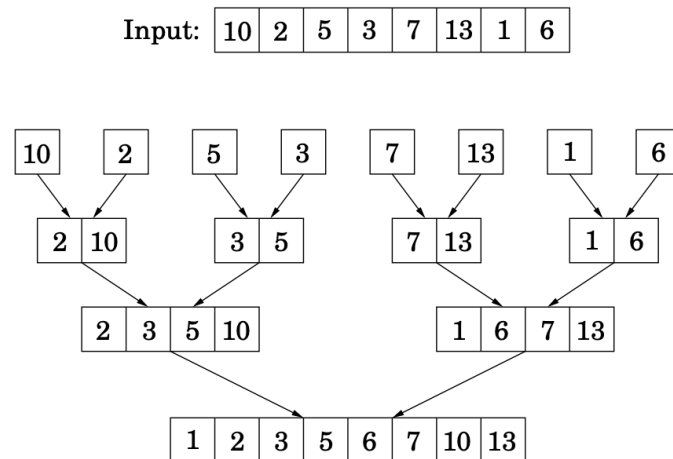 Input: 10 2 5 3 7 13 1 6
10 2 5 3 7 13 1 6
2 10 3 5 7 13 1 6
2 3 5 10 1 6 7 13
1 2 3 5 6 7 10 13